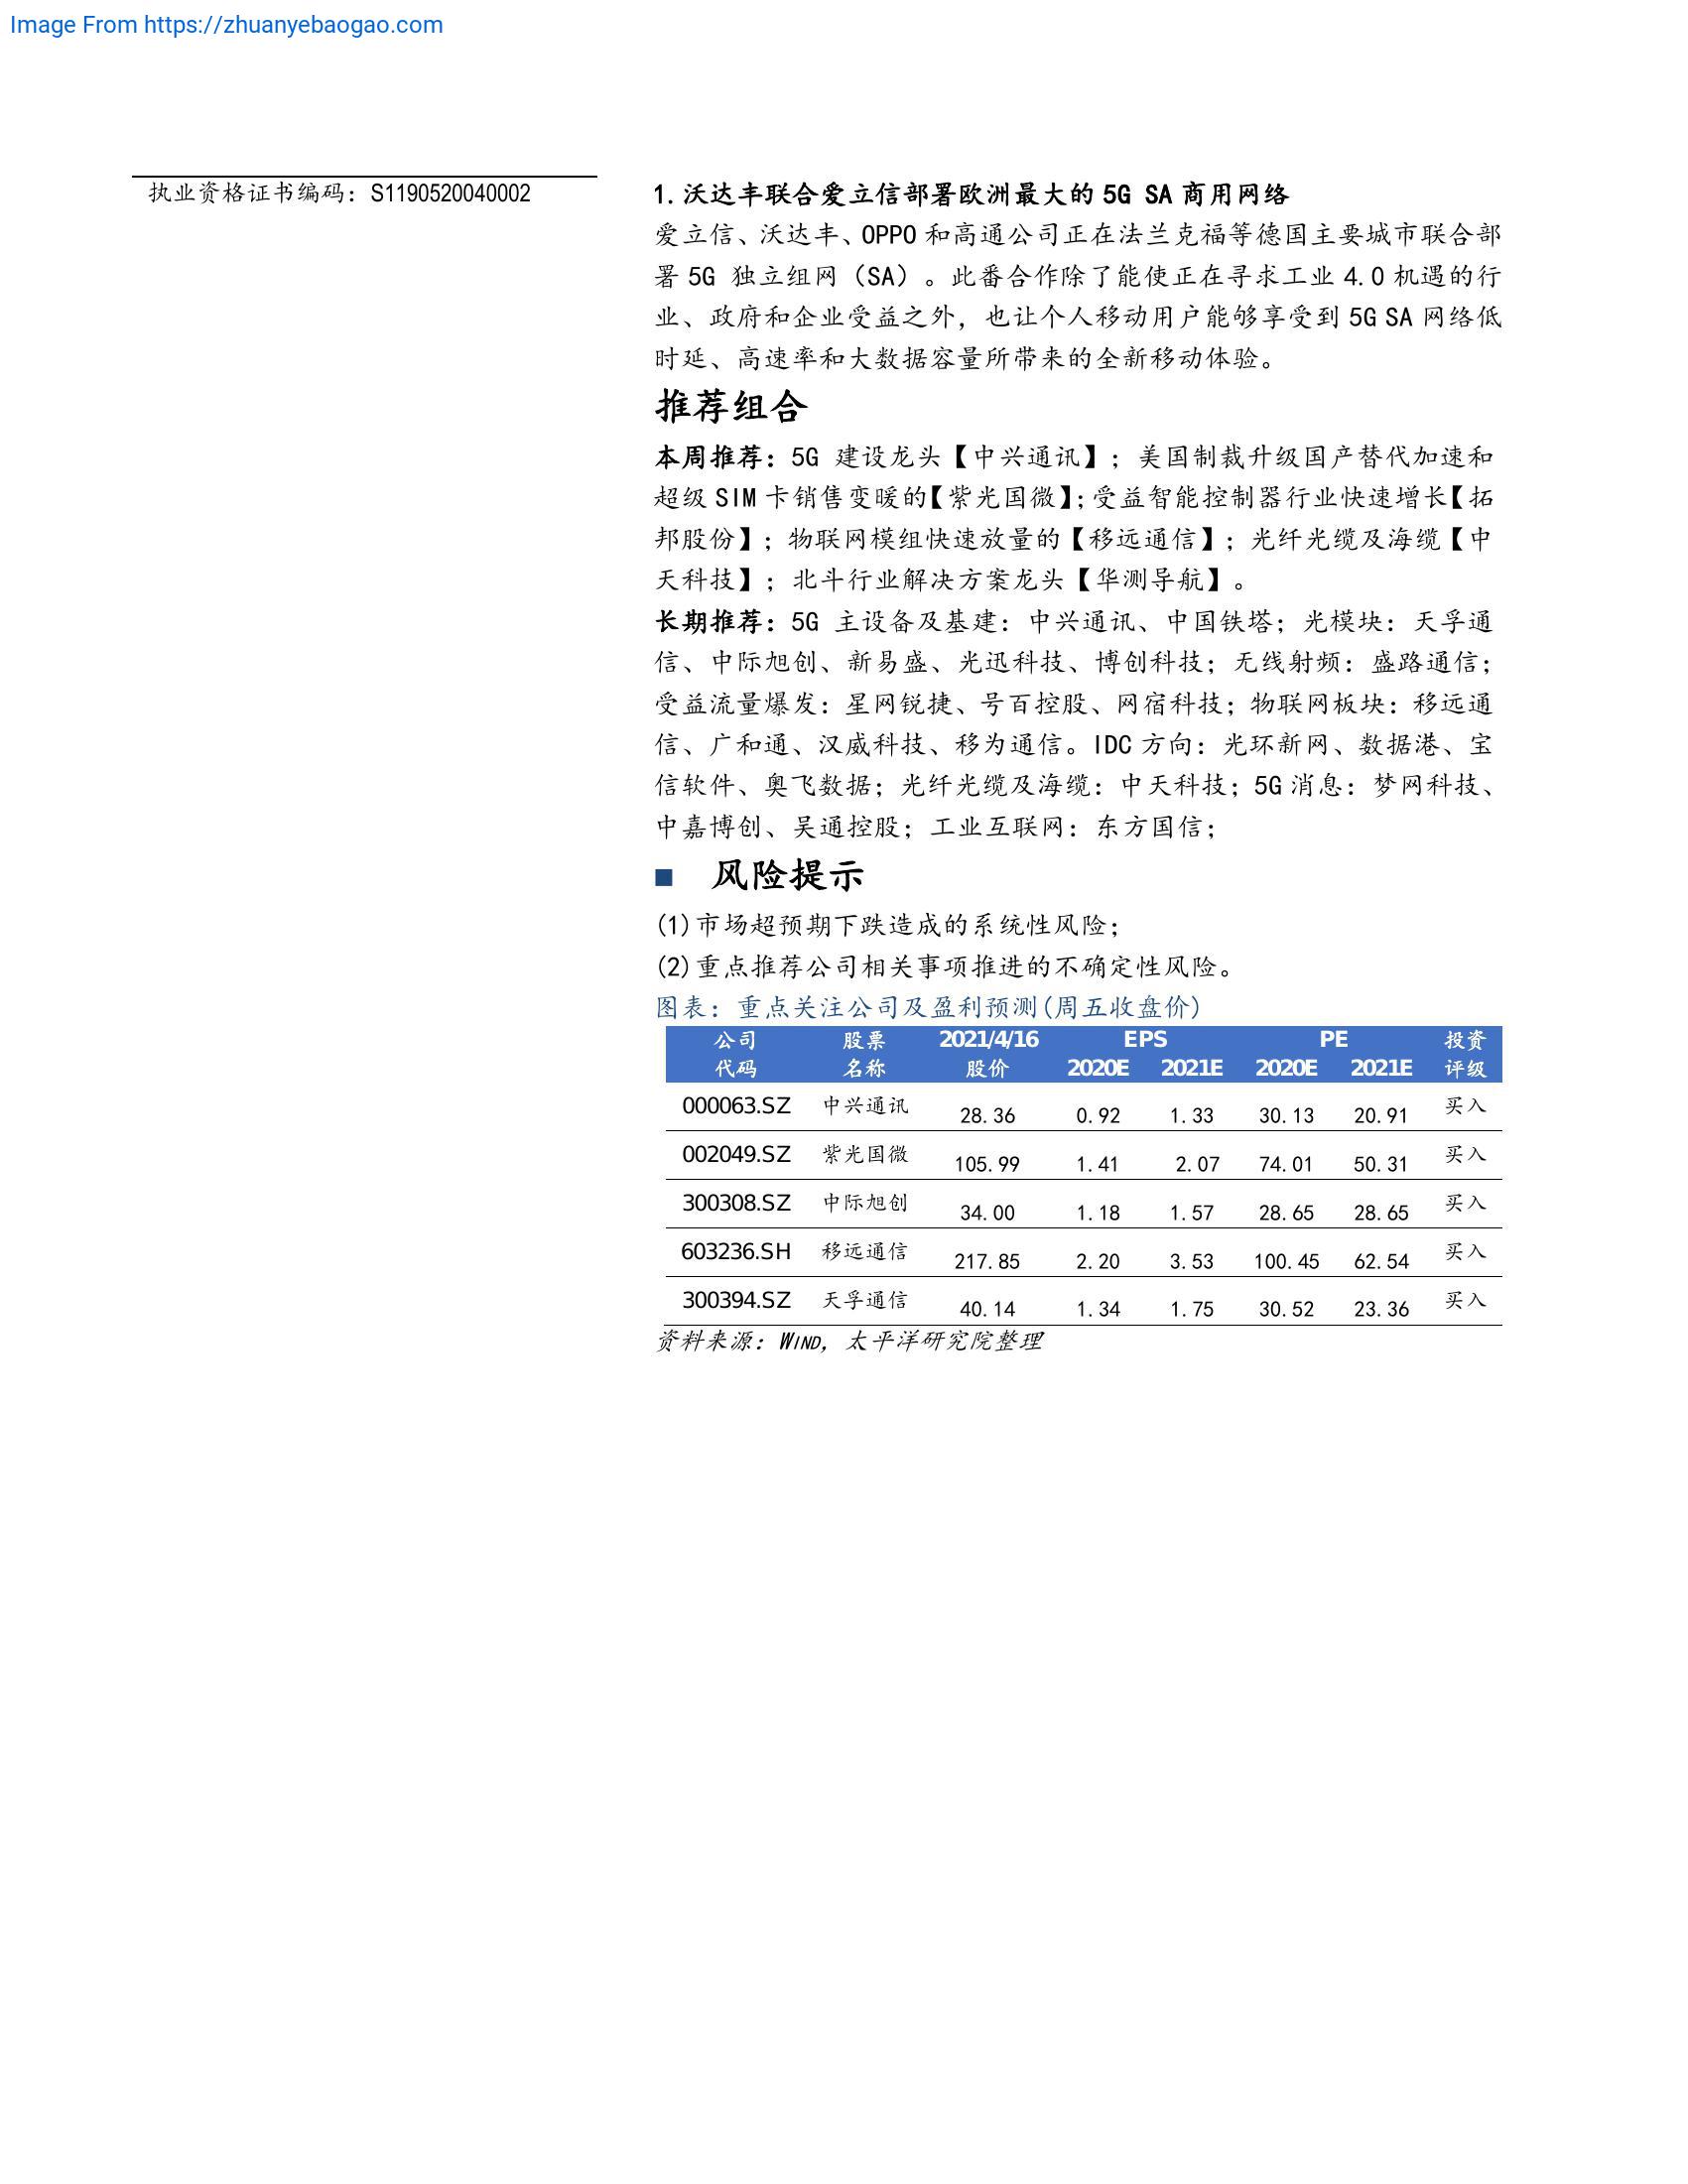 Image From https://zhuanyebaogao.com
执业资格证书编码：S1190520040002
1.沃达丰联合爱立信部署欧洲最大的 5G SA 商用网络
爱立信、沃达丰、OPPO 和高通公司正在法兰克福等德国主要城市联合部
署 5G 独立组网（SA）。此番合作除了能使正在寻求工业 4.0 机遇的行
业、政府和企业受益之外，也让个人移动用户能够享受到 5G SA 网络低
时延、高速率和大数据容量所带来的全新移动体验。
推荐组合
本周推荐：5G 建设龙头【中兴通讯】；美国制裁升级国产替代加速和
超级 SIM 卡销售变暖的【紫光国微】；受益智能控制器行业快速增长【拓
邦股份】；物联网模组快速放量的【移远通信】；光纤光缆及海缆【中
天科技】；北斗行业解决方案龙头【华测导航】。
长期推荐：5G 主设备及基建：中兴通讯、中国铁塔；光模块：天孚通
信、中际旭创、新易盛、光迅科技、博创科技；无线射频：盛路通信；
受益流量爆发：星网锐捷、号百控股、网宿科技；物联网板块：移远通
信、广和通、汉威科技、移为通信。IDC 方向：光环新网、数据港、宝
信软件、奥飞数据；光纤光缆及海缆：中天科技；5G 消息：梦网科技、
中嘉博创、吴通控股；工业互联网：东方国信；
■ 风险提示
(1)市场超预期下跌造成的系统性风险；
(2)重点推荐公司相关事项推进的不确定性风险。
图表：重点关注公司及盈利预测(周五收盘价)
公司 股票 2021/4/16 EPS PE 投资
代码 名称 股价 2020E 2021E 2020E 2021E 评级
000063.SZ 中兴通讯 28.36 0.92 1.33 30.13 20.91 买入
002049.SZ 紫光国微 105.99 1.41 2.07 74.01 50.31 买入
300308.SZ 中际旭创 34.00 1.18 1.57 28.65 28.65 买入
603236.SH 移远通信 217.85 2.20 3.53 100.45 62.54 买入
300394.SZ 天孚通信 40.14 1.34 1.75 30.52 23.36 买入
资料来源：WIND，太平洋研究院整理